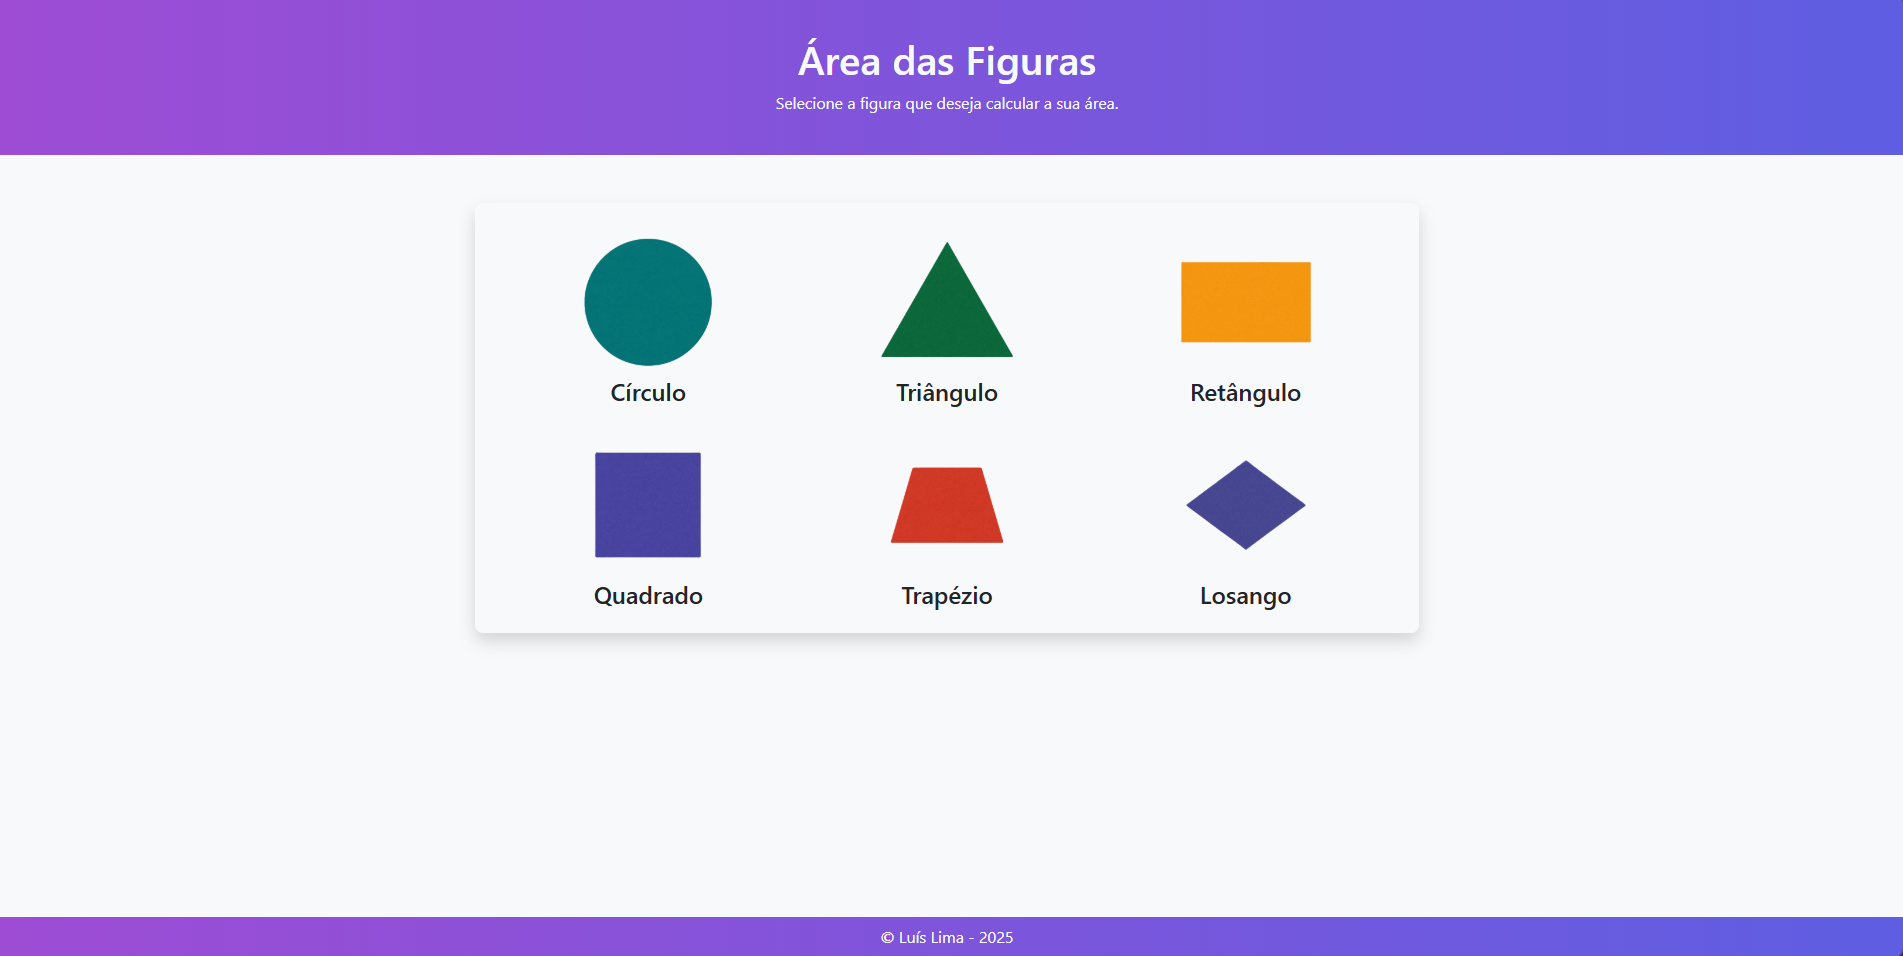 Área das Figuras
Selecione a figura que deseja calcular a sua área.
Círculo
Triângulo
Retângulo
Quadrado
Trapézio
Losango
© Luís Lima - 2025